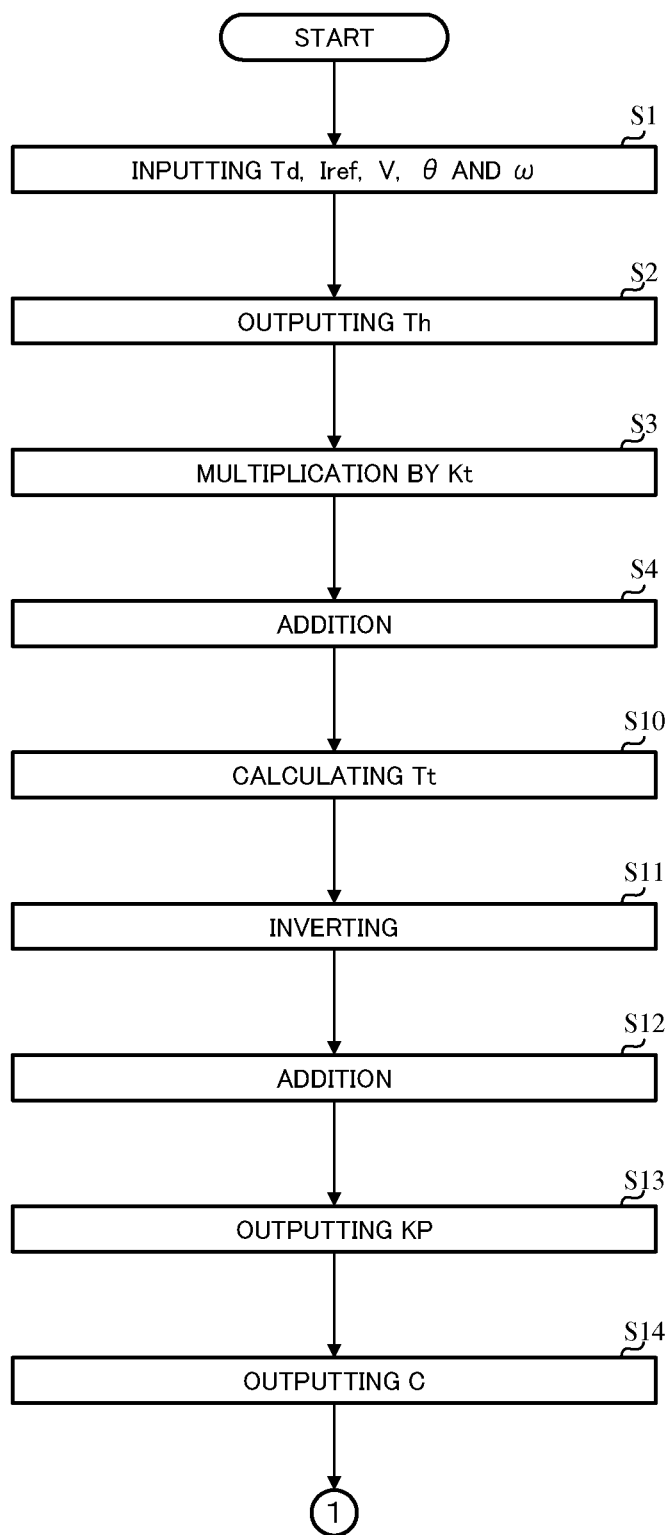 START
S1
INPUTTING Td, Iref, V, θ AND ω
S2
OUTPUTTING Th
S3
MULTIPLICATION BY Kt
S4
ADDITION
S10
CALCULATING Tt
S11
INVERTING
S12
ADDITION
S13
OUTPUTTING KP
S14
OUTPUTTING C
1